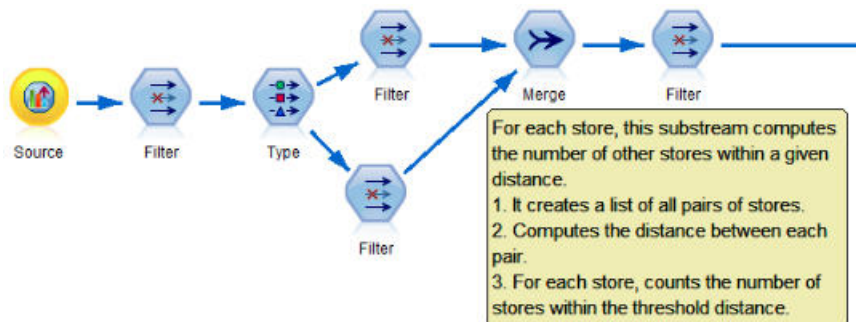 Filter
Merge
Filter
Source
Filter
Type
Filter
For each store, this substream computes
the number of other stores within a given
distance.
1. It creates a list of all pairs of stores.
2. Computes the distance between each
pair.
3. For each store, counts the number of
stores within the threshold distance.